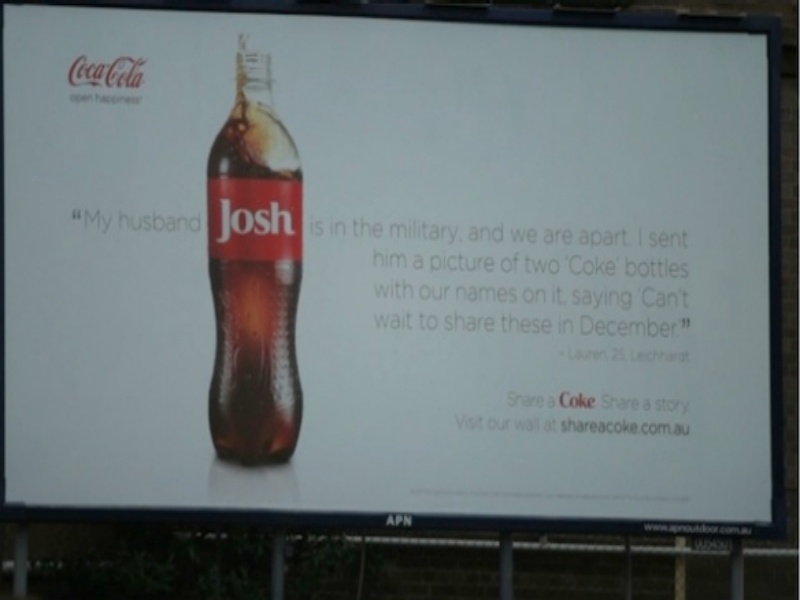 Coca-Cola
open happiness
“My husband Josh is in the military, and we are apart. I sent
him a picture of two 'Coke' bottles
with our names on it, saying 'Can't
wait to share these in December'”
- Lauren, 25, Leichhardt
Share a Coke Share a story
Visit our wall at shareacoke.com.au
APN
www.apnoutdoor.com.au